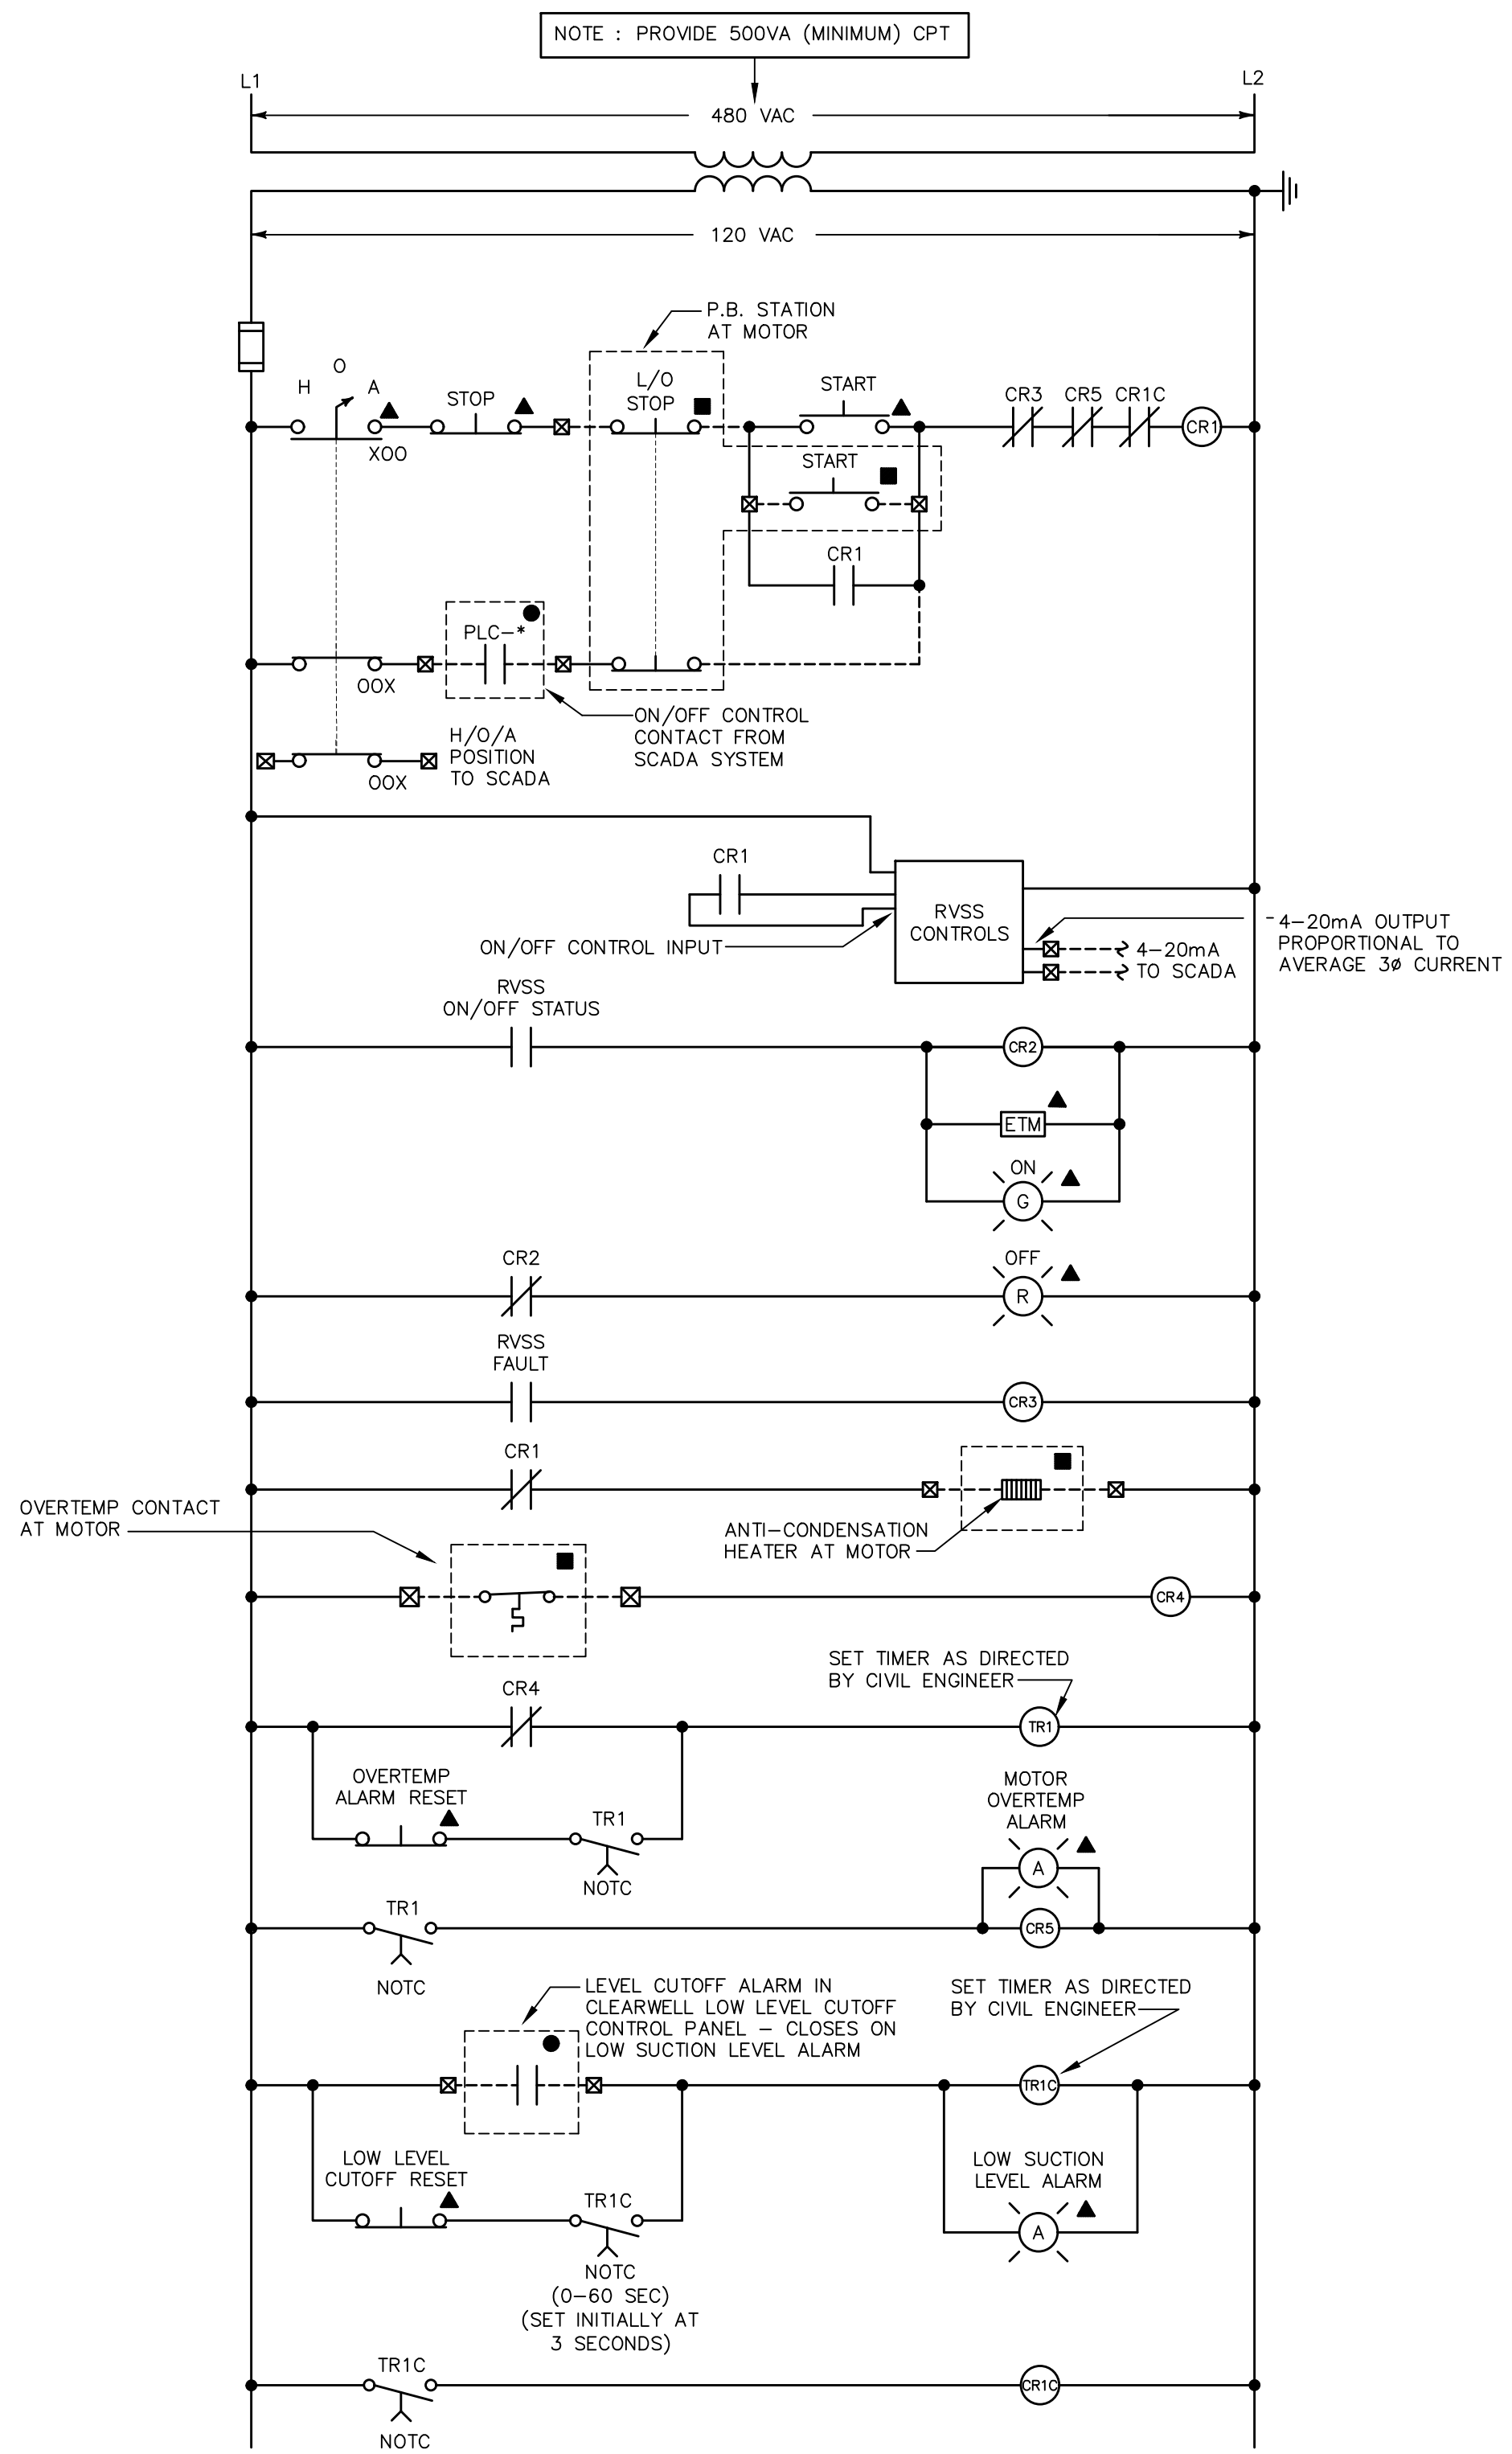 NOTE : PROVIDE 500VA (MINIMUM) CPT
L1
L2
480 VAC
120 VAC
P.B. STATION
AT MOTOR
H
O
A
XOO
STOP
L/O
STOP
START
CR3
CR5
CR1C
CR1
START
CR1
PLC-*
OOX
ON/OFF CONTROL
CONTACT FROM
SCADA SYSTEM
H/O/A
POSITION
TO SCADA
OOX
CR1
RVSS
CONTROLS
ON/OFF CONTROL INPUT
4-20mA
TO SCADA
4-20mA OUTPUT
PROPORTIONAL TO
AVERAGE 3ø CURRENT
RVSS
ON/OFF STATUS
CR2
ETM
ON
G
CR2
OFF
R
RVSS
FAULT
CR3
CR1
ANTI-CONDENSATION
HEATER AT MOTOR
OVERTEMP CONTACT
AT MOTOR
CR4
SET TIMER AS DIRECTED
BY CIVIL ENGINEER
CR4
TR1
OVERTEMP
ALARM RESET
TR1
NOTC
MOTOR
OVERTEMP
ALARM
A
TR1
NOTC
CR5
LEVEL CUTOFF ALARM IN
CLEARWELL LOW LEVEL CUTOFF
CONTROL PANEL - CLOSES ON
LOW SUCTION LEVEL ALARM
SET TIMER AS DIRECTED
BY CIVIL ENGINEER
TR1C
LOW LEVEL
CUTOFF RESET
TR1C
NOTC
(0-60 SEC)
(SET INITIALLY AT
3 SECONDS)
LOW SUCTION
LEVEL ALARM
A
TR1C
NOTC
CR1C